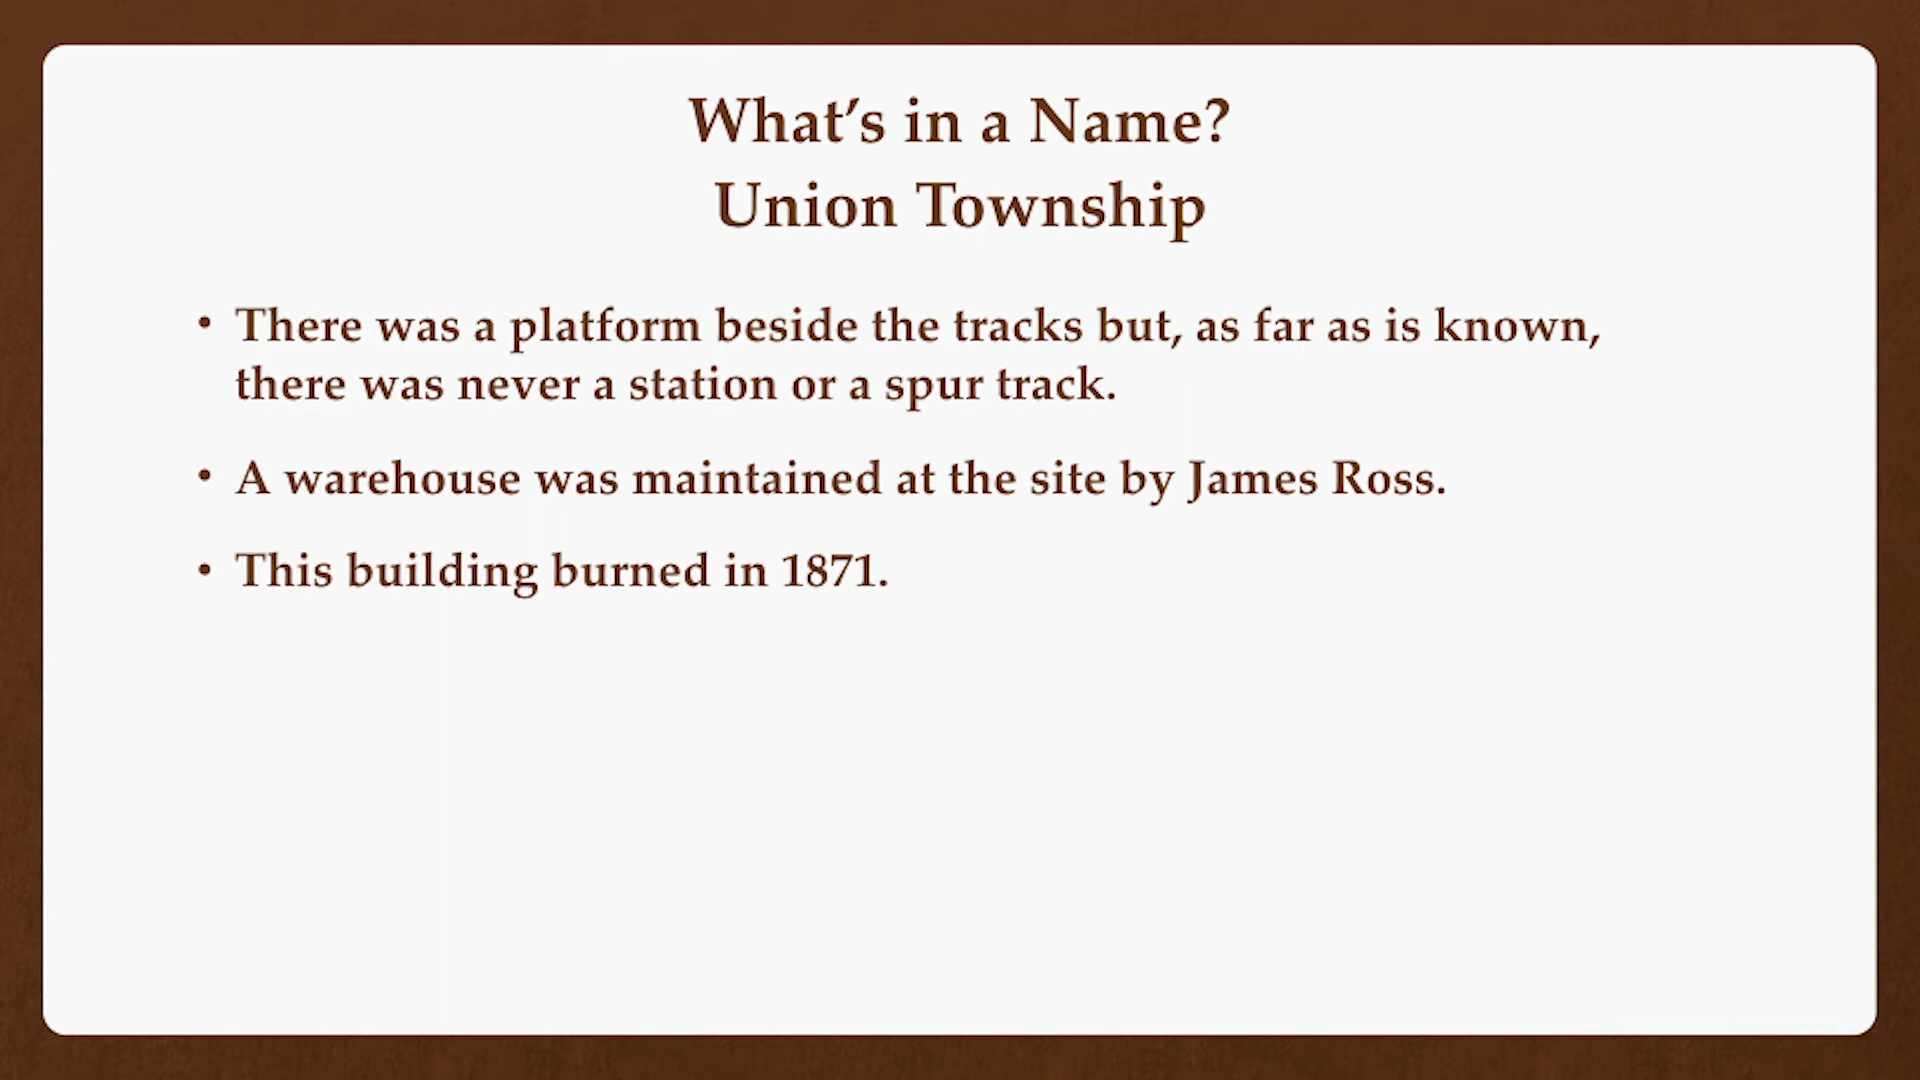 What’s in a Name?
Union Township
• There was a platform beside the tracks but, as far as is known,
there was never a station or a spur track.
• A warehouse was maintained at the site by James Ross.
• This building burned in 1871.